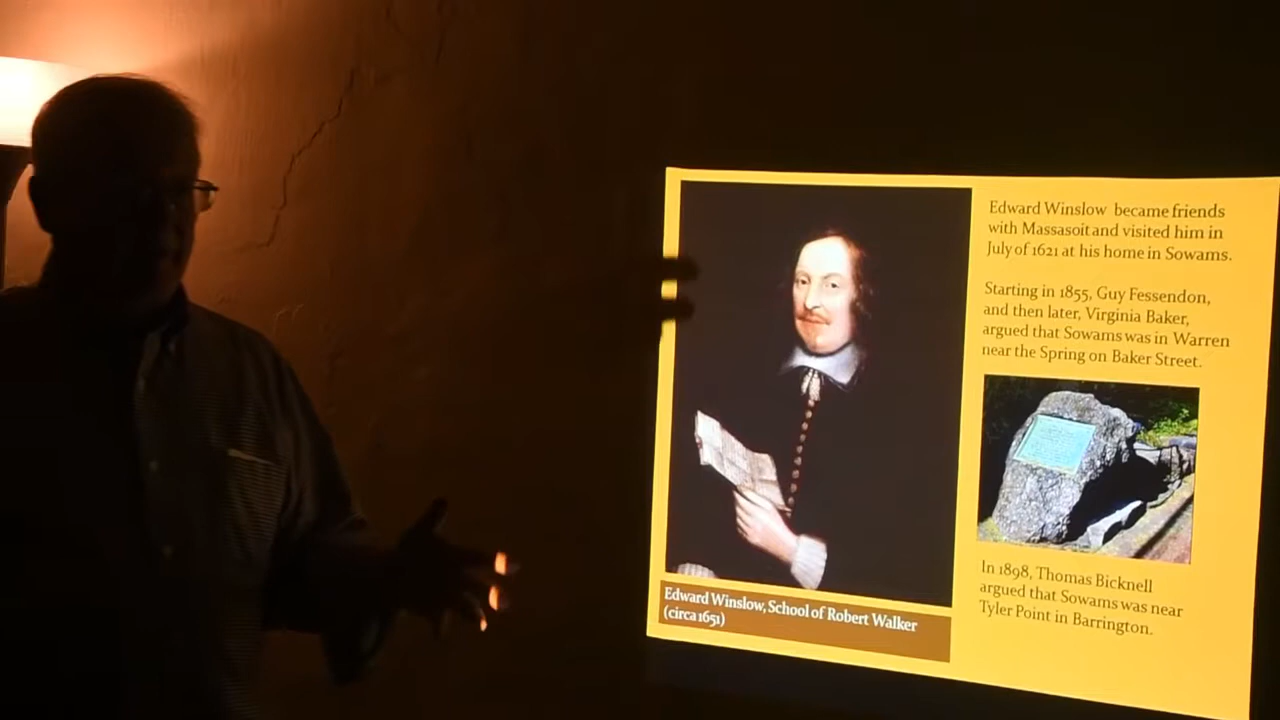 Edward Winslow became friends
with Massasoit and visited him in
July of 1621 at his home in Sowams.
Starting in 1855, Guy Fessendon,
and then later, Virginia Baker,
argued that Sowams was in Warren
near the Spring on Baker Street.
In 1898, Thomas Bicknell
argued that Sowams was near
Tyler Point in Barrington.
Edward Winslow, School of Robert Walker
(circa 1651)